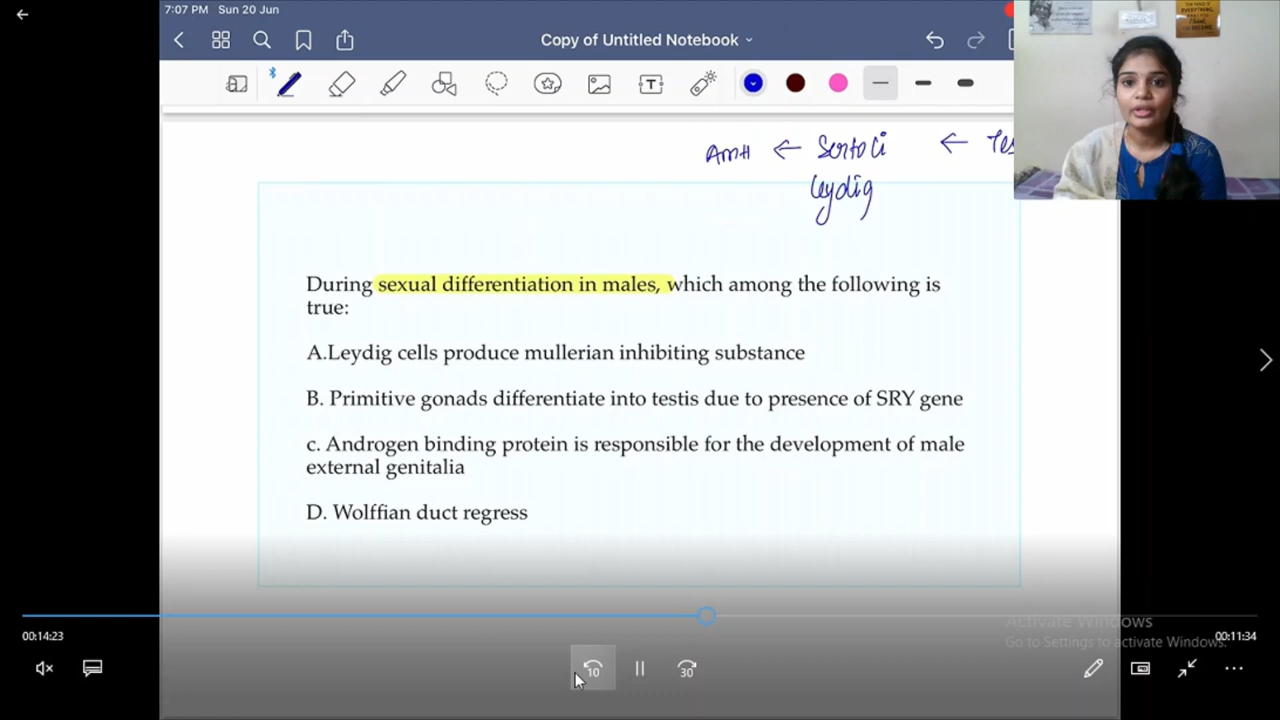 7:07 PM Sun 20 Jun
Copy of Untitled Notebook
T
AMH ← Sertoli ← Tes
Leydig
During sexual differentiation in males, which among the following is
true:
A.Leydig cells produce mullerian inhibiting substance
B. Primitive gonads differentiate into testis due to presence of SRY gene
c. Androgen binding protein is responsible for the development of male
external genitalia
D. Wolffian duct regress
Activate Windows
Go to Settings to activate Windows.
00:14:23
00:11:34
10
30